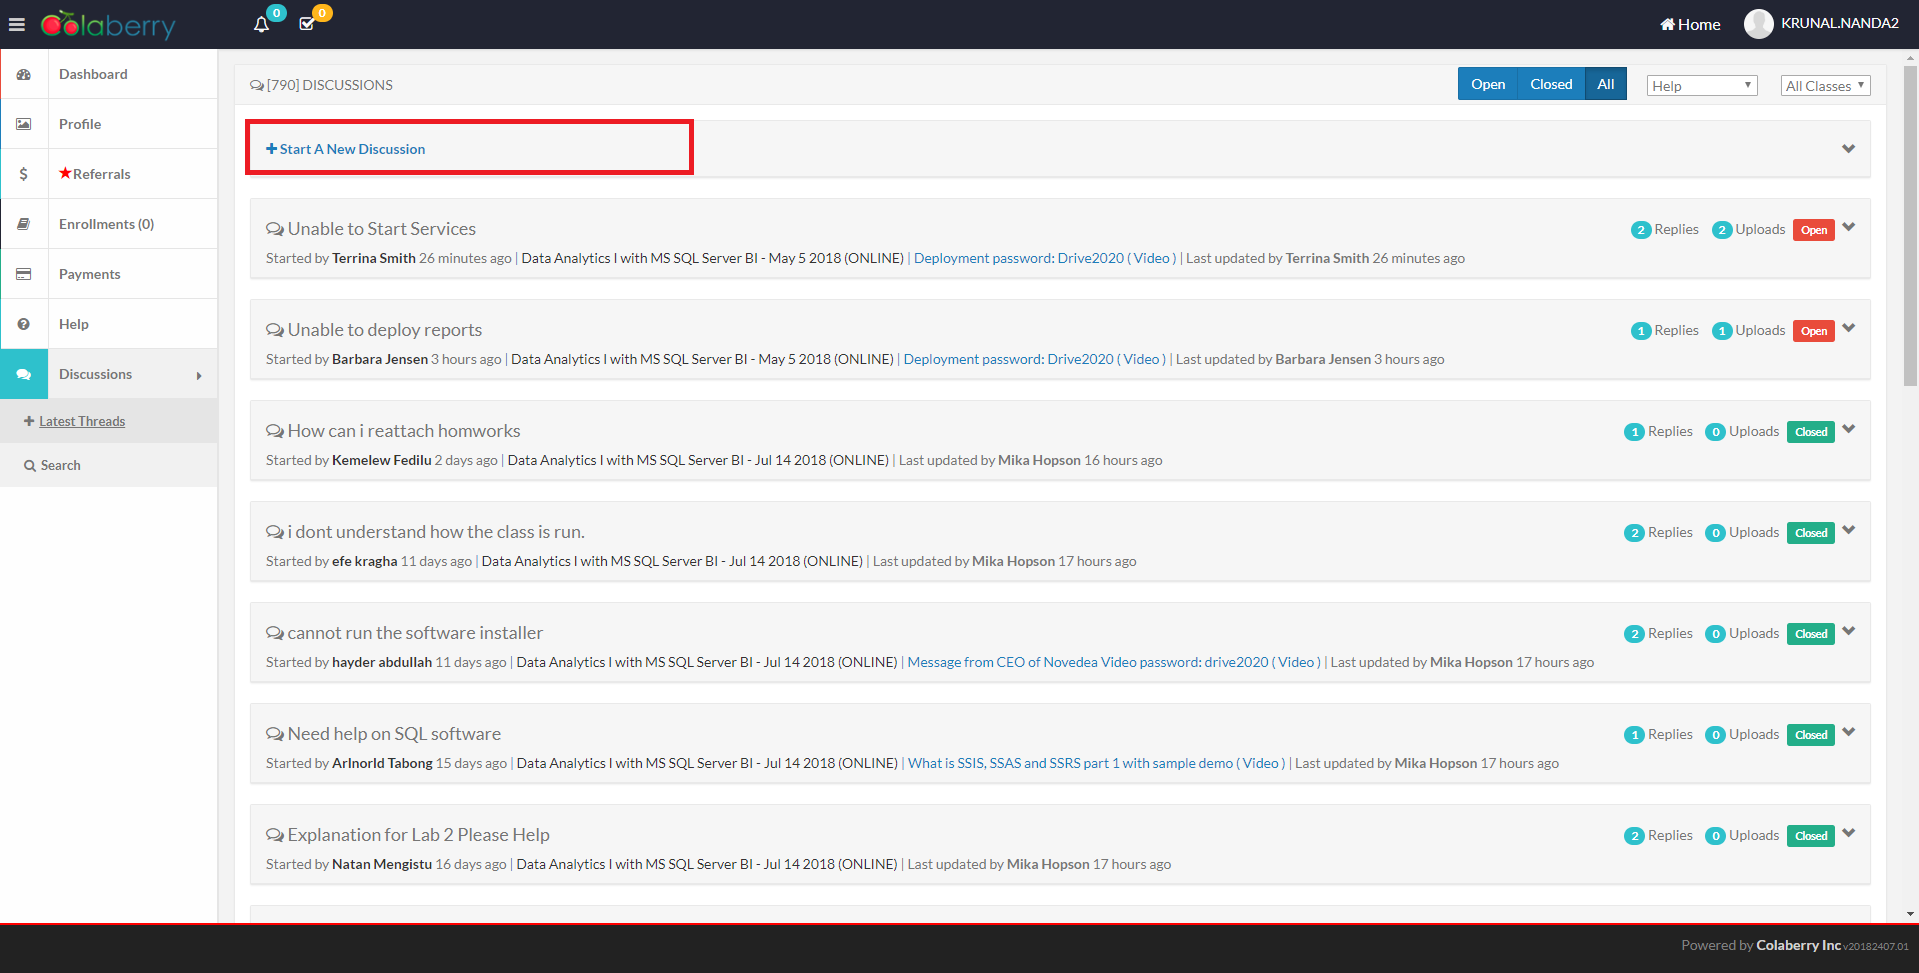 Colaberry
0
0
Home
KRUNAL.NANDA2
Dashboard
Profile
$
Referrals
Enrollments (0)
Payments
Help
Discussions
Latest Threads
Search
[790] DISCUSSIONS
Open Closed All
Help
All Classes
Start A New Discussion
Unable to Start Services
2 Replies 2 Uploads Open
Started by Terrina Smith 26 minutes ago | Data Analytics I with MS SQL Server BI - May 5 2018 (ONLINE) | Deployment password: Drive2020 ( Video ) | Last updated by Terrina Smith 26 minutes ago
Unable to deploy reports
1 Replies 1 Uploads Open
Started by Barbara Jensen 3 hours ago | Data Analytics I with MS SQL Server BI - May 5 2018 (ONLINE) | Deployment password: Drive2020 ( Video ) | Last updated by Barbara Jensen 3 hours ago
How can i reattach homworks
1 Replies 0 Uploads Closed
Started by Kemelew Fedilu 2 days ago | Data Analytics I with MS SQL Server BI - Jul 14 2018 (ONLINE) | Last updated by Mika Hopson 16 hours ago
i dont understand how the class is run.
2 Replies 0 Uploads Closed
Started by efe kragha 11 days ago | Data Analytics I with MS SQL Server BI - Jul 14 2018 (ONLINE) | Last updated by Mika Hopson 17 hours ago
cannot run the software installer
2 Replies 0 Uploads Closed
Started by hayder abdullah 11 days ago | Data Analytics I with MS SQL Server BI - Jul 14 2018 (ONLINE) | Message from CEO of Novedea Video password: drive2020 ( Video ) | Last updated by Mika Hopson 17 hours ago
Need help on SQL software
1 Replies 0 Uploads Closed
Started by Arlnorld Tabong 15 days ago | Data Analytics I with MS SQL Server BI - Jul 14 2018 (ONLINE) | What is SSIS, SSAS and SSRS part 1 with sample demo ( Video ) | Last updated by Mika Hopson 17 hours ago
Explanation for Lab 2 Please Help
2 Replies 0 Uploads Closed
Started by Natan Mengistu 16 days ago | Data Analytics I with MS SQL Server BI - Jul 14 2018 (ONLINE) | Last updated by Mika Hopson 17 hours ago
Powered by Colaberry Inc v20182407.01